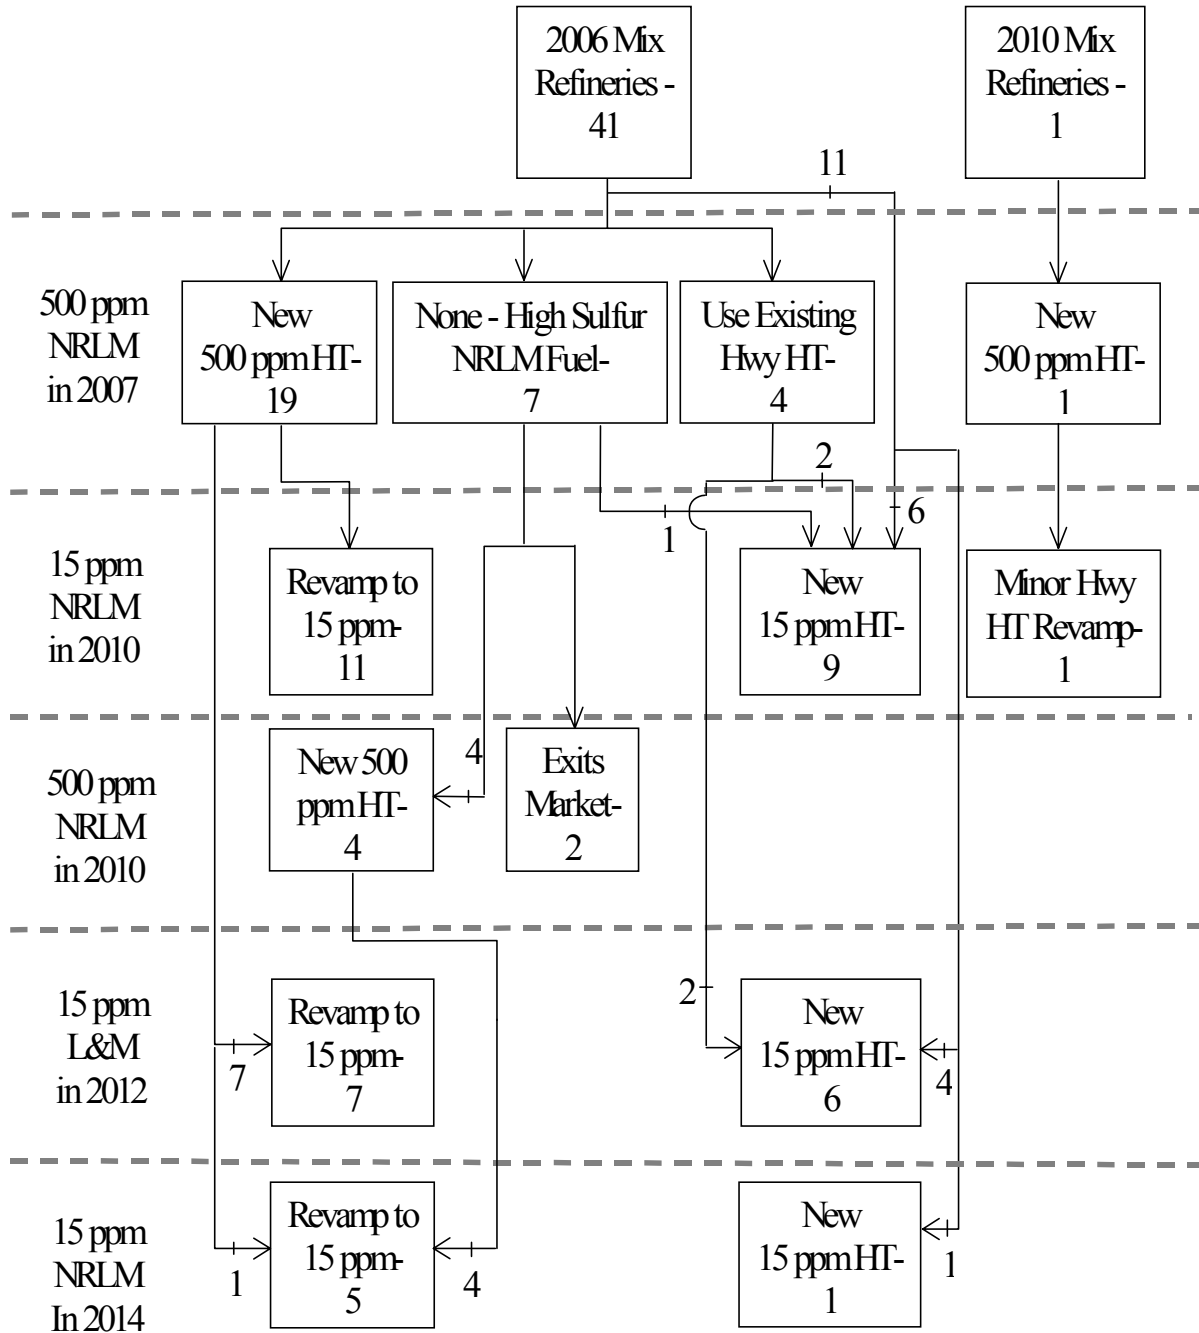 2006 Mix
Refineries -
41
2010 Mix
Refineries -
1
11
500 ppm
NRLM
in 2007
New
500 ppm HT-
19
None - High Sulfur
NRLM Fuel-
7
Use Existing
Hwy HT-
4
New
500 ppm HT-
1
2
1
6
15 ppm
NRLM
in 2010
Revamp to
15 ppm-
11
New
15 ppm HT-
9
Minor Hwy
HT Revamp-
1
500 ppm
NRLM
in 2010
New 500
ppm HT-
4
4
Exits
Market-
2
15 ppm
L&M
in 2012
7
Revamp to
15 ppm-
7
2
New
15 ppm HT-
6
4
15 ppm
NRLM
In 2014
1
Revamp to
15 ppm-
5
4
New
15 ppm HT-
1
1